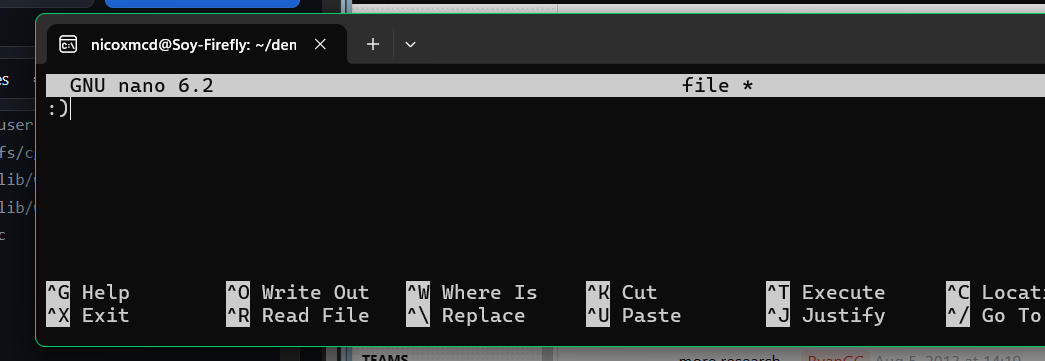 es
nicoxmcd@Soy-Firefly: ~/den
GNU nano 6.2 file *
:)
user
fs/c/
lib/
lib/
c
^G Help ^O Write Out ^W Where Is ^K Cut ^T Execute ^C Locati
^X Exit ^R Read File ^\ Replace ^U Paste ^J Justify ^/ Go To
TEAMS more research RyanGG Aug 5, 2013 at 14:19